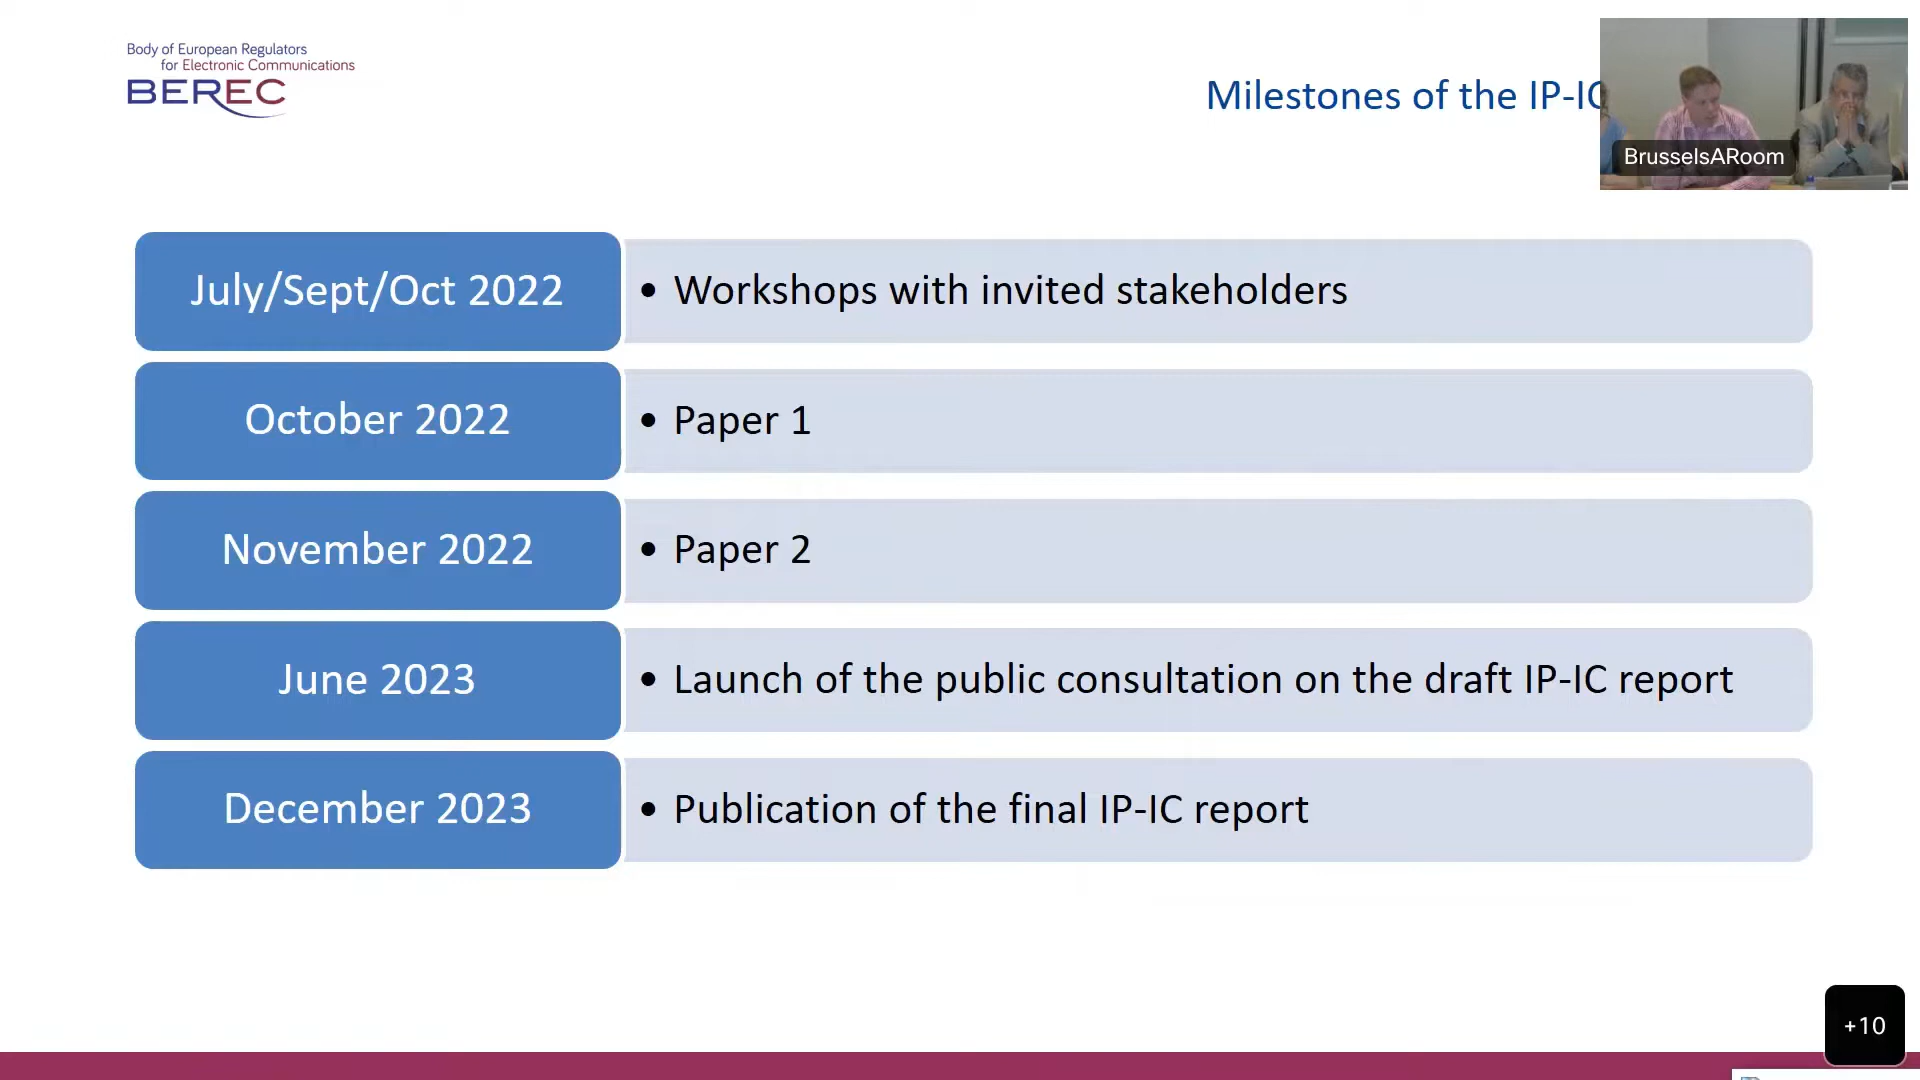 Body of European Regulators
for Electronic Communications
BEREC
Milestones of the IP-IC
BrusselsARoom
July/Sept/Oct 2022
• Workshops with invited stakeholders
October 2022
• Paper 1
November 2022
• Paper 2
June 2023
• Launch of the public consultation on the draft IP-IC report
December 2023
• Publication of the final IP-IC report
+10